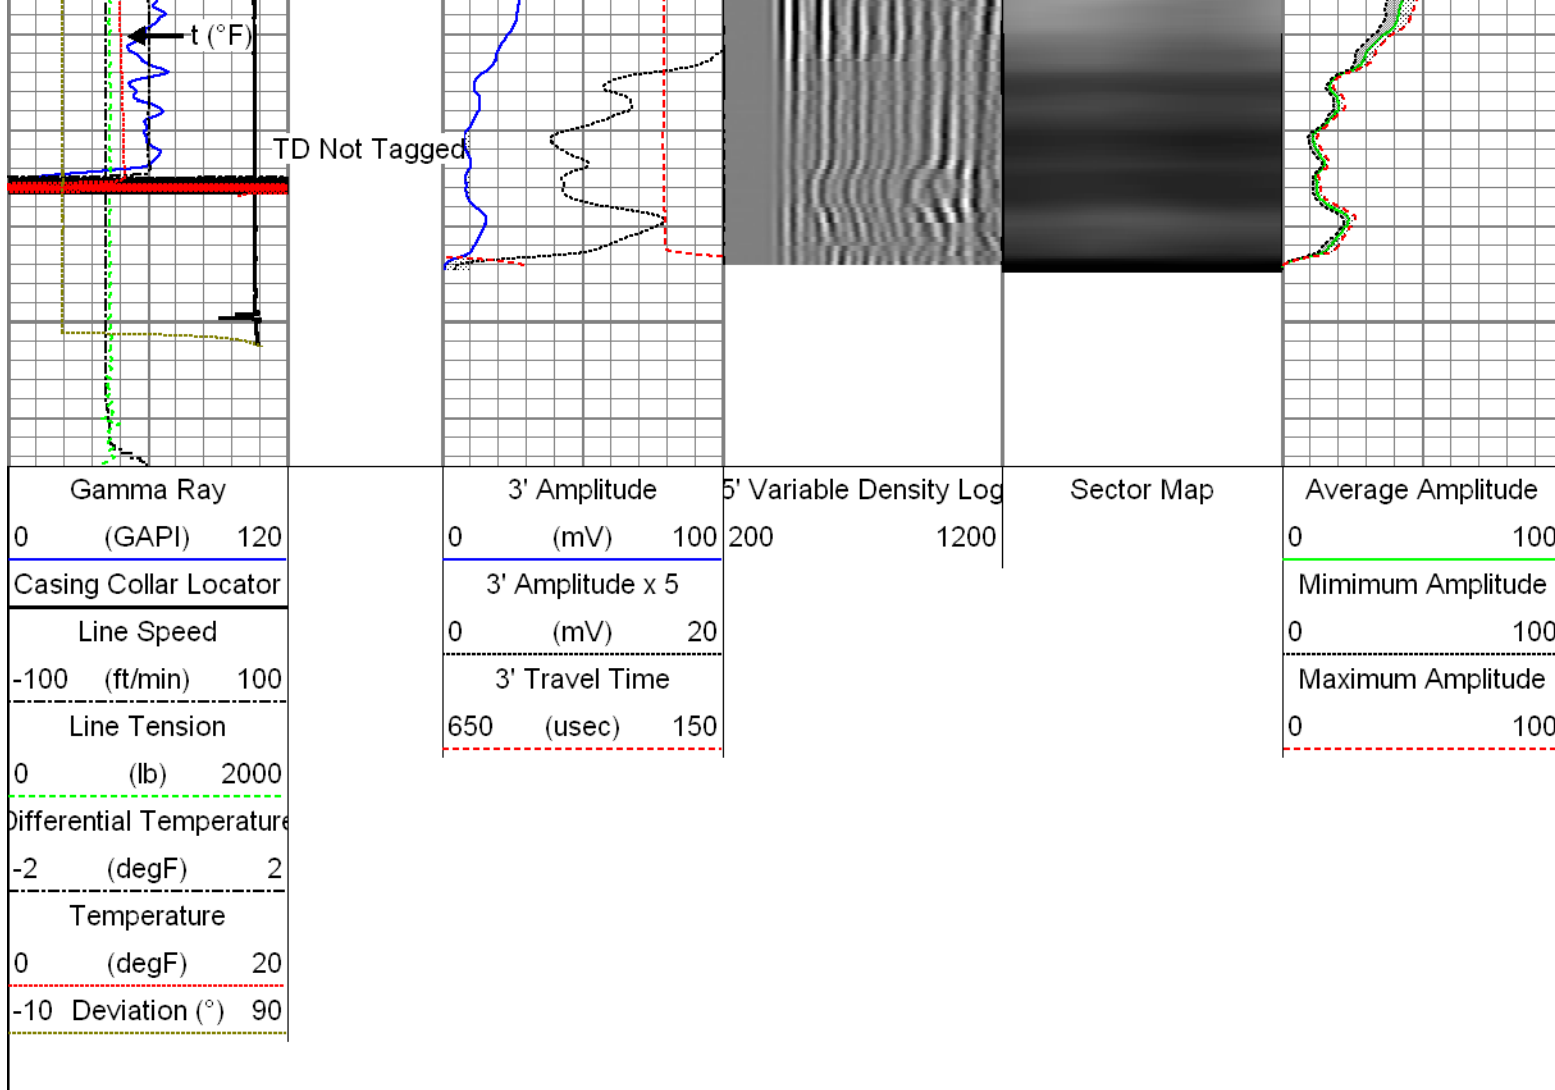 t (°F)
TD Not Tagged
Gamma Ray
0 (GAPI) 120
Casing Collar Locator
Line Speed
-100 (ft/min) 100
Line Tension
0 (lb) 2000
Differential Temperature
-2 (degF) 2
Temperature
0 (degF) 20
-10 Deviation (°) 90
3' Amplitude
0 (mV) 100
3' Amplitude x 5
0 (mV) 20
3' Travel Time
650 (usec) 150
5' Variable Density Log
200 1200
Sector Map
Average Amplitude
0 100
Mimimum Amplitude
0 100
Maximum Amplitude
0 100